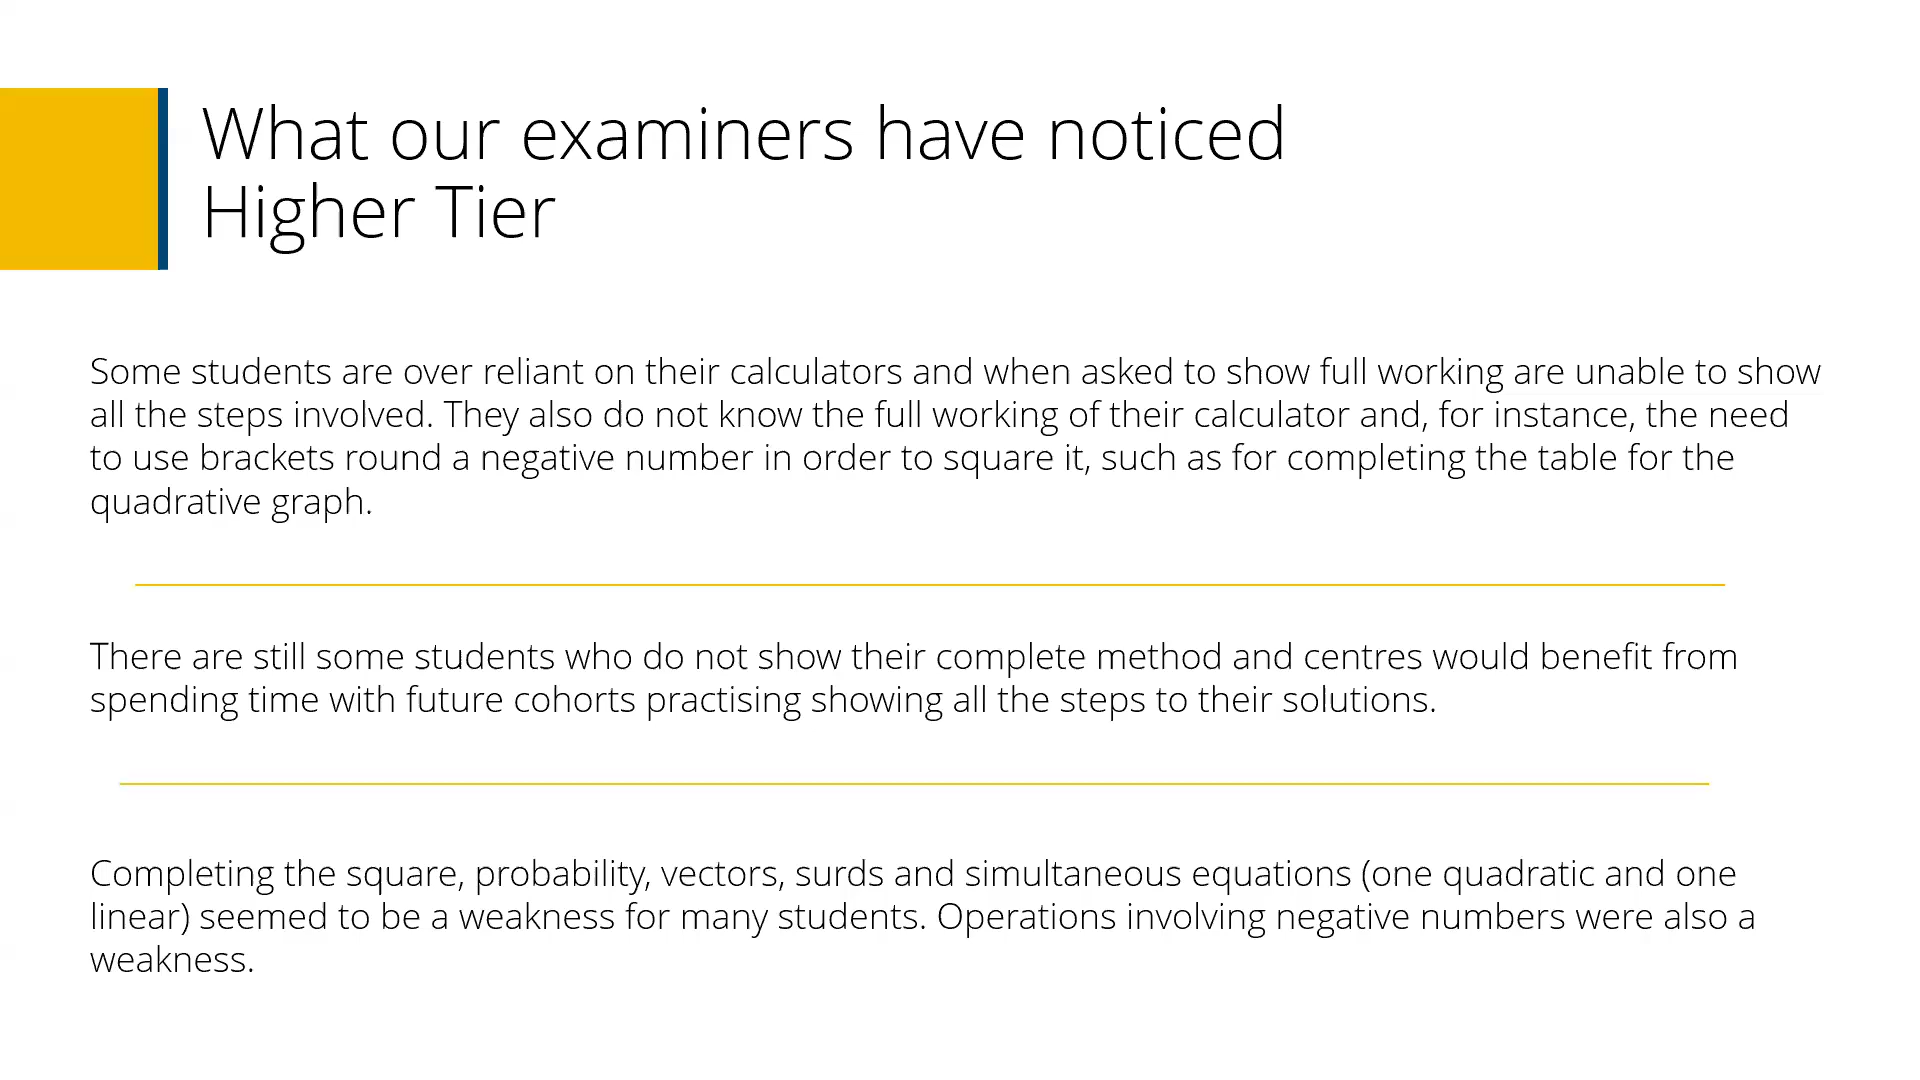 What our examiners have noticed
Higher Tier
Some students are over reliant on their calculators and when asked to show full working are unable to show
all the steps involved. They also do not know the full working of their calculator and, for instance, the need
to use brackets round a negative number in order to square it, such as for completing the table for the
quadrative graph.
There are still some students who do not show their complete method and centres would benefit from
spending time with future cohorts practising showing all the steps to their solutions.
Completing the square, probability, vectors, surds and simultaneous equations (one quadratic and one
linear) seemed to be a weakness for many students. Operations involving negative numbers were also a
weakness.